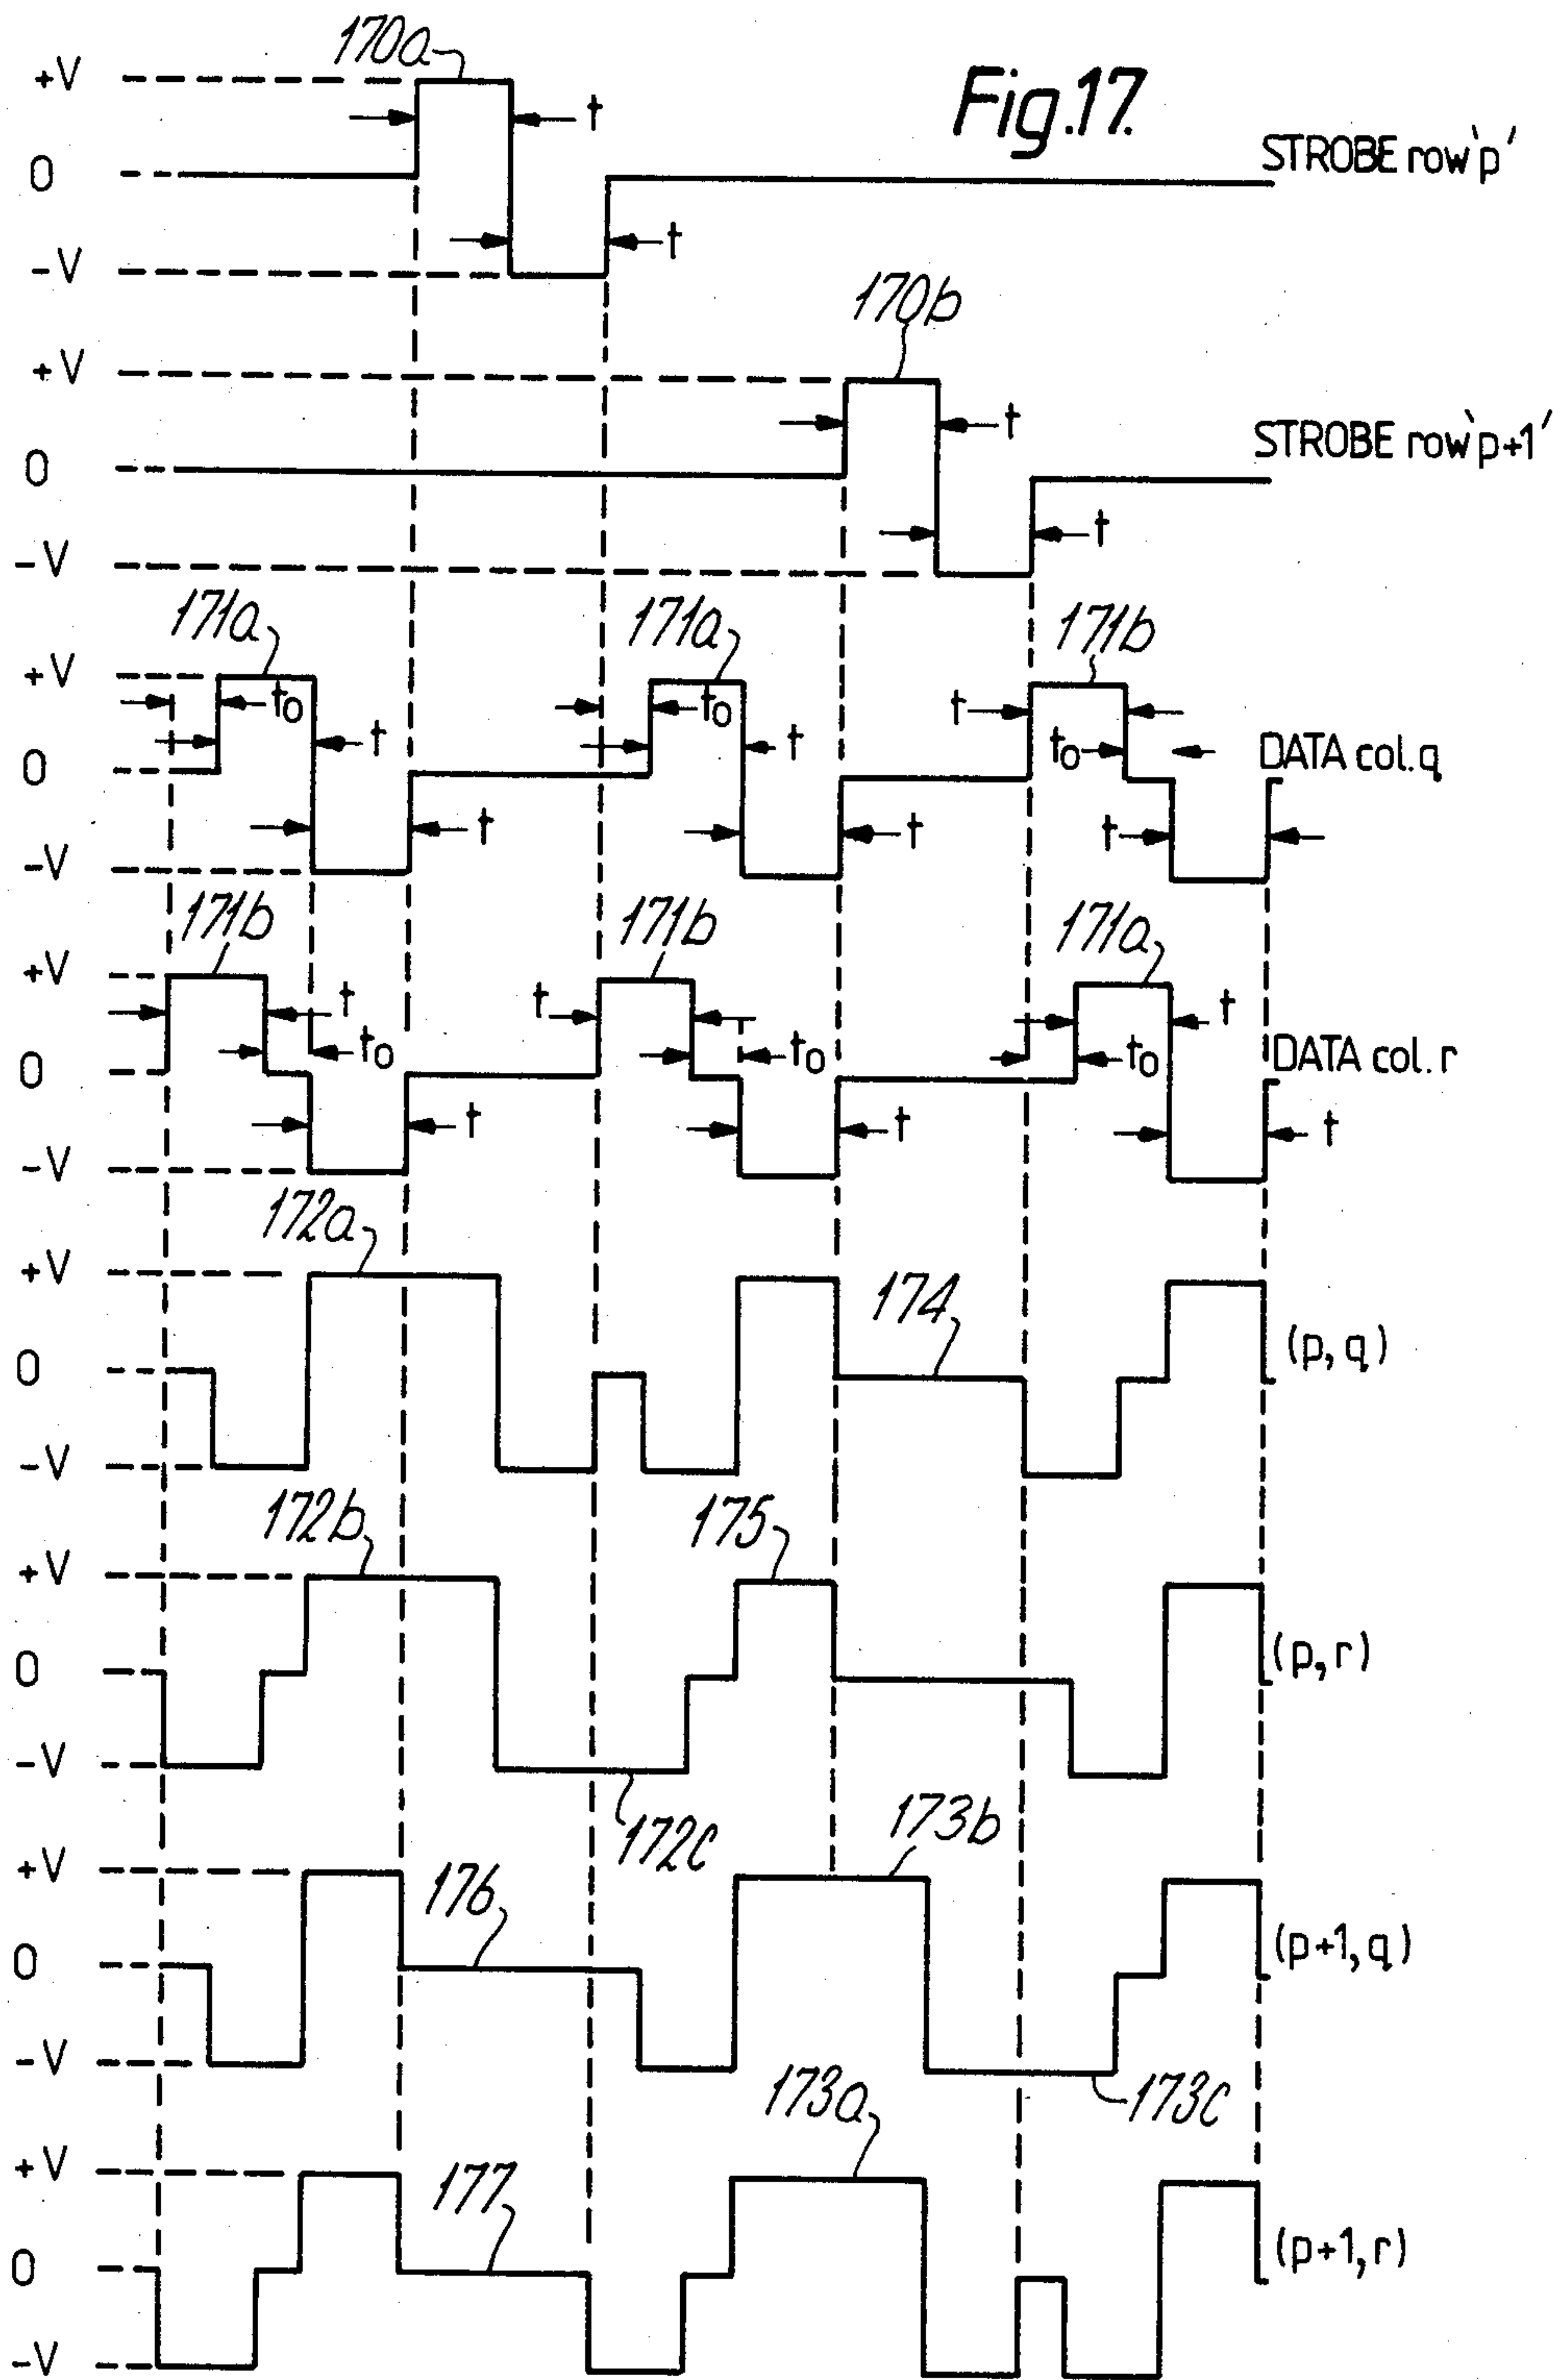 170a
Fig.17.
+V
t
STROBE row 'p'
0
t
-V
170b
+V
t
STROBE row 'p+1'
0
t
-V
171a 171a 171b
+V
t₀ t₀ t
t t t₀ DATA col.q
0
t t t
-V
171b 171b 171a
+V
t t t
t₀ t₀ t₀ DATA col.r
0
t t t
-V
172a
+V
174
0 (p,q)
-V
172b 175
+V
0 (p,r)
-V
172c 173b
+V
176
0 (p+1,q)
-V
173a 173c
+V
177
0 (p+1,r)
-V